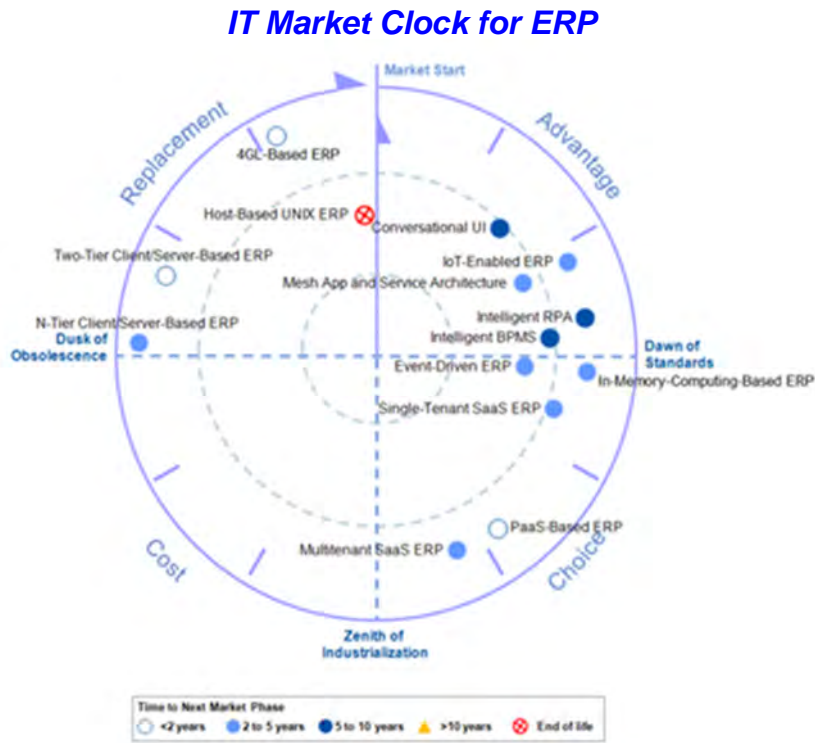 IT Market Clock for ERP
Market Start
Replacement
Advantage
4GL-Based ERP
Host-Based UNIX ERP
Conversational UI
Two-Tier Client/Server-Based ERP
IoT-Enabled ERP
Mesh App and Service Architecture
N-Tier Client/Server-Based ERP
Intelligent RPA
Dusk of
Obsolescence
Intelligent BPMS
Dawn of
Standards
Event-Driven ERP
In-Memory-Computing-Based ERP
Single-Tenant SaaS ERP
PaaS-Based ERP
Multitenant SaaS ERP
Cost
Choice
Zenith of
Industrialization
Time to Next Market Phase
<2 years 2 to 5 years 5 to 10 years >10 years End of life